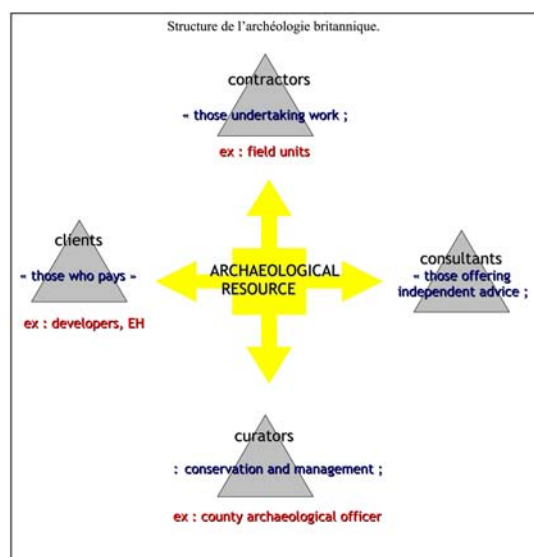 Structure de l'archéologie britannique.
contractors
« those undertaking work ;
ex : field units
clients
« those who pays »
ex : developers, EH
ARCHAEOLOGICAL
RESOURCE
consultants
« those offering
independent advice ;
curators
: conservation and management ;
ex : county archaeological officer